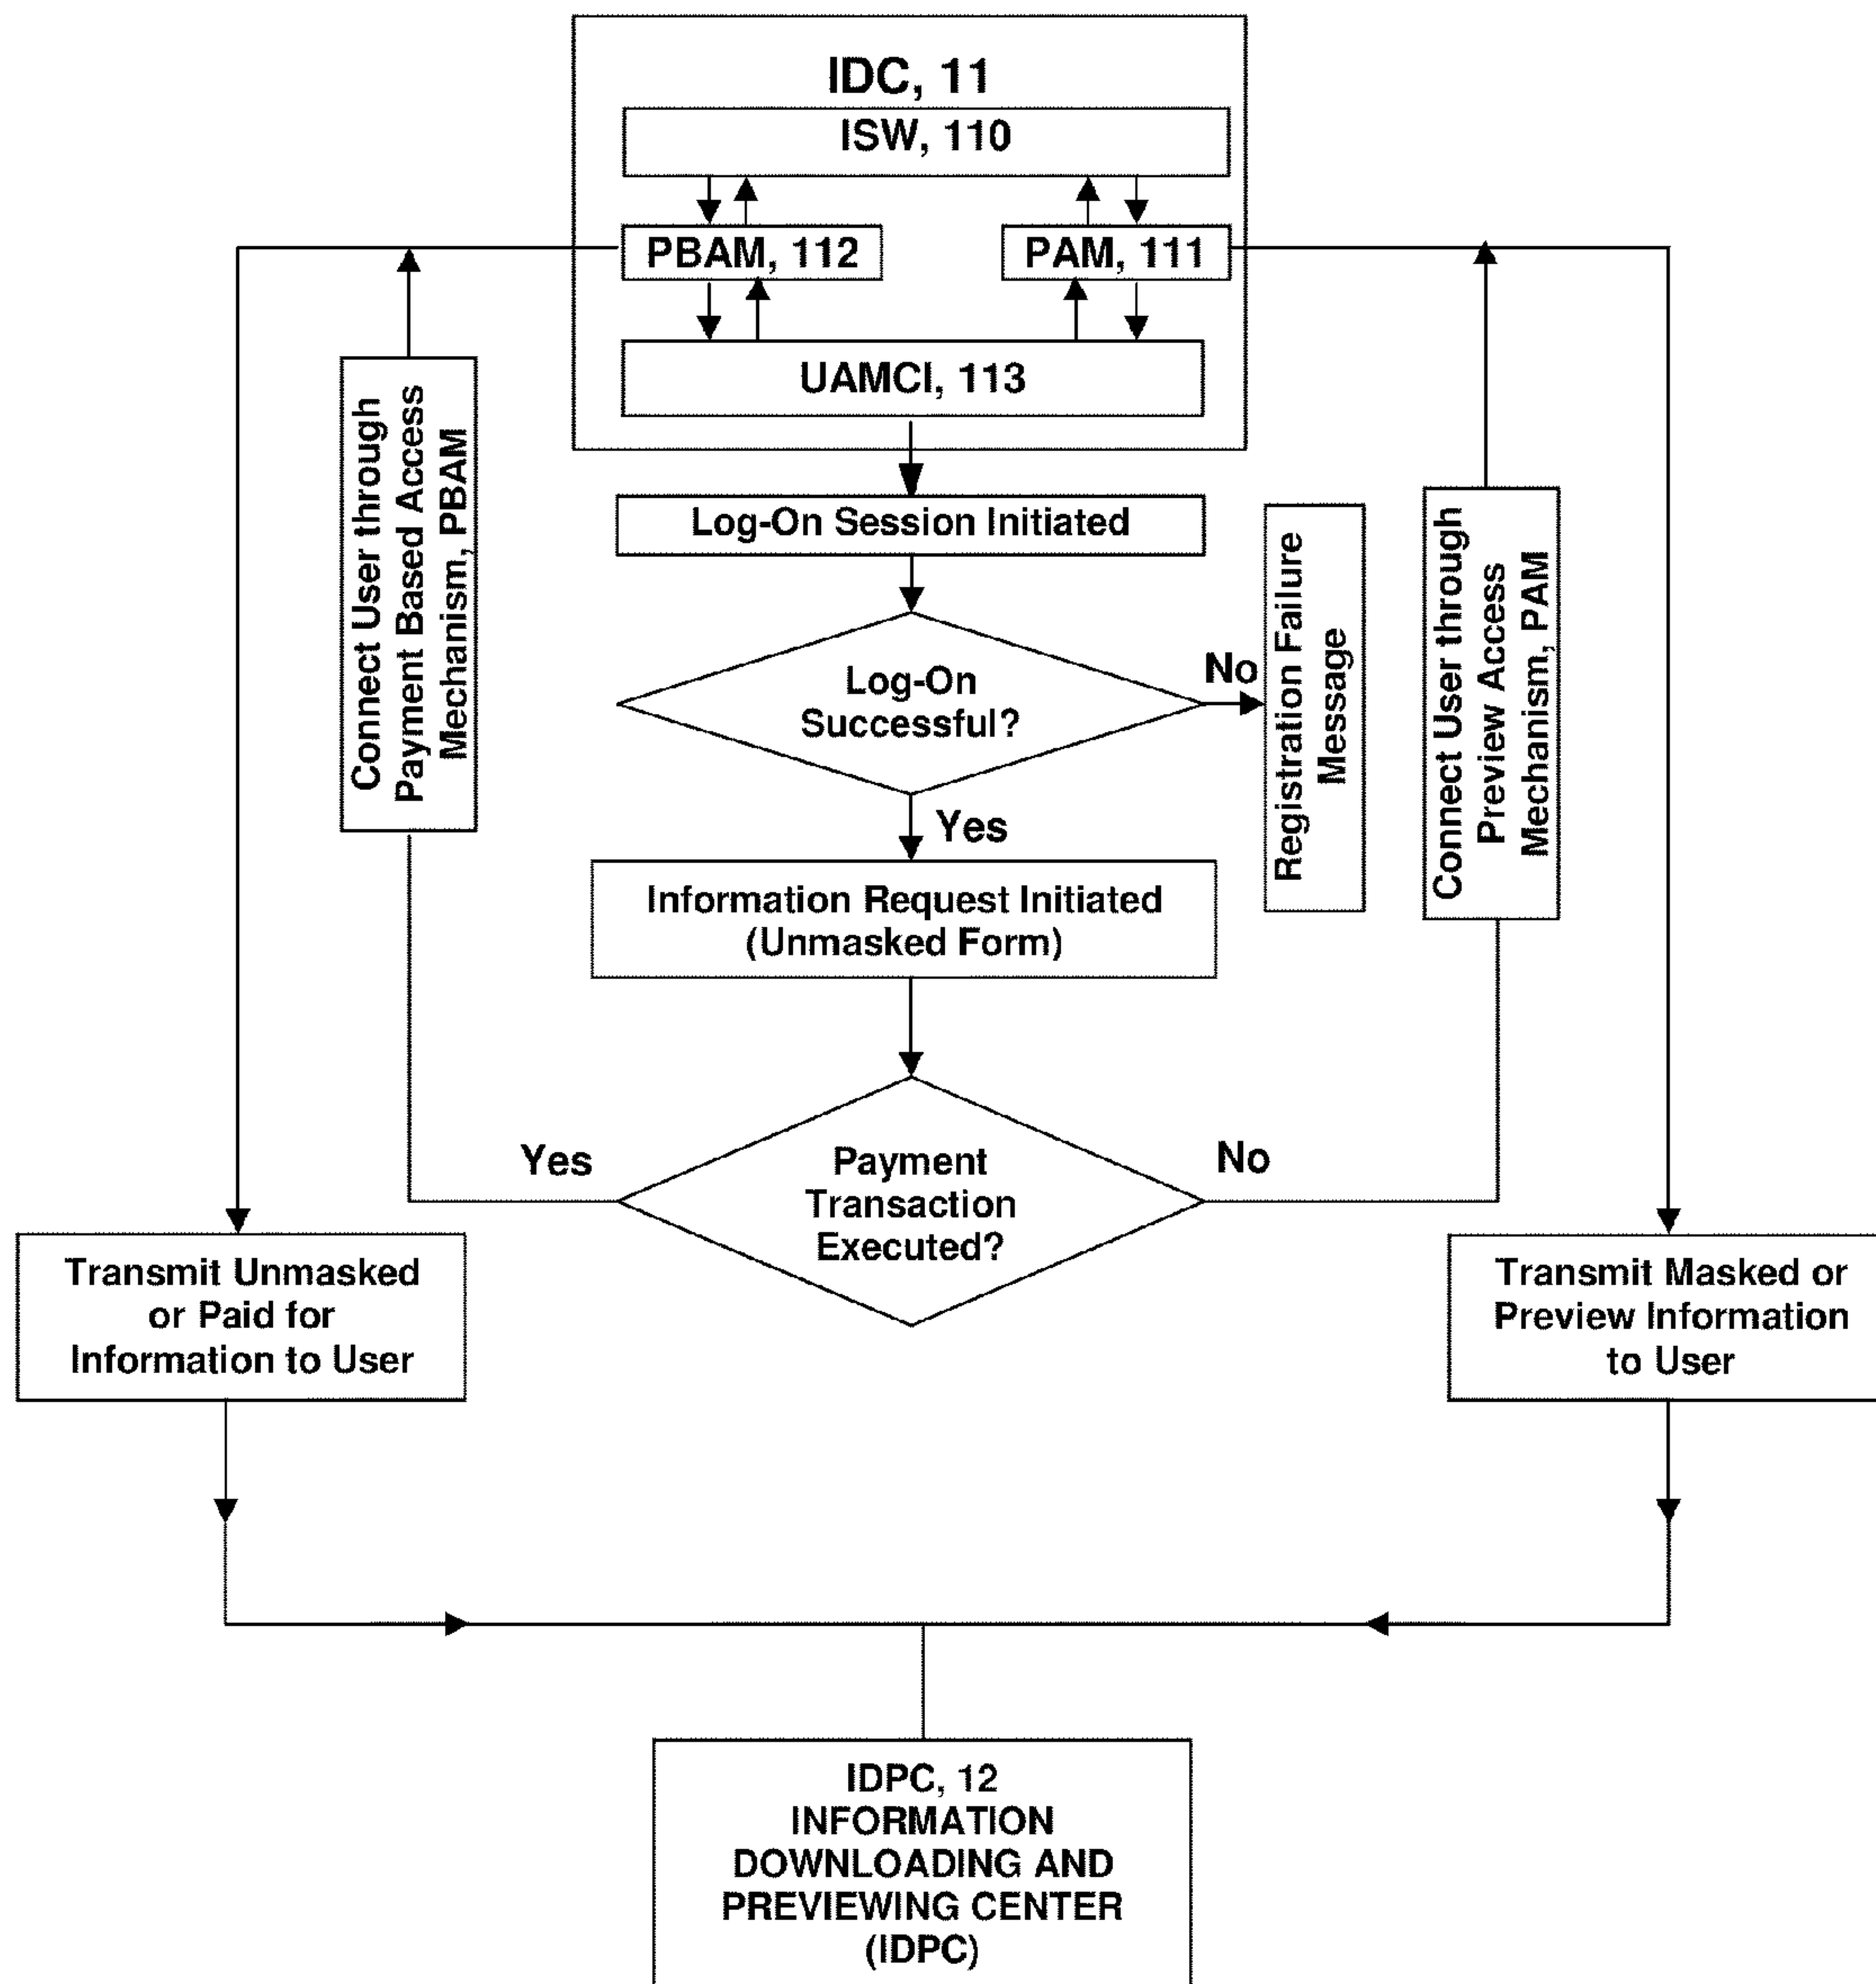 IDC, 11
ISW, 110
PBAM, 112
PAM, 111
UAMCI, 113
Connect User through
Payment Based Access
Mechanism, PBAM
Log-On Session Initiated
Log-On
Successful?
No
Registration Failure
Message
Connect User through
Preview Access
Mechanism, PAM
Yes
Information Request Initiated
(Unmasked Form)
Yes
Payment
Transaction
Executed?
No
Transmit Unmasked
or Paid for
Information to User
Transmit Masked or
Preview Information
to User
IDPC, 12
INFORMATION
DOWNLOADING AND
PREVIEWING CENTER
(IDPC)